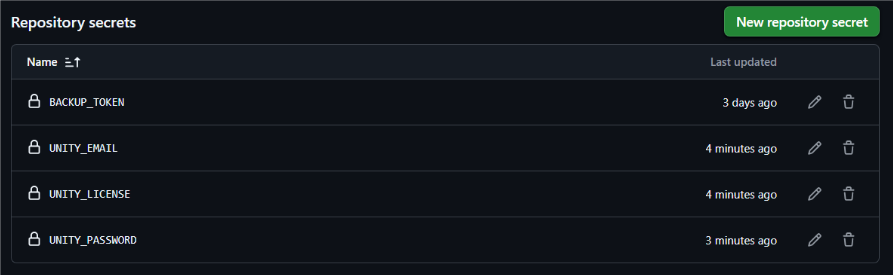 Repository secrets
New repository secret
Name Last updated
BACKUP_TOKEN 3 days ago
UNITY_EMAIL 4 minutes ago
UNITY_LICENSE 4 minutes ago
UNITY_PASSWORD 3 minutes ago